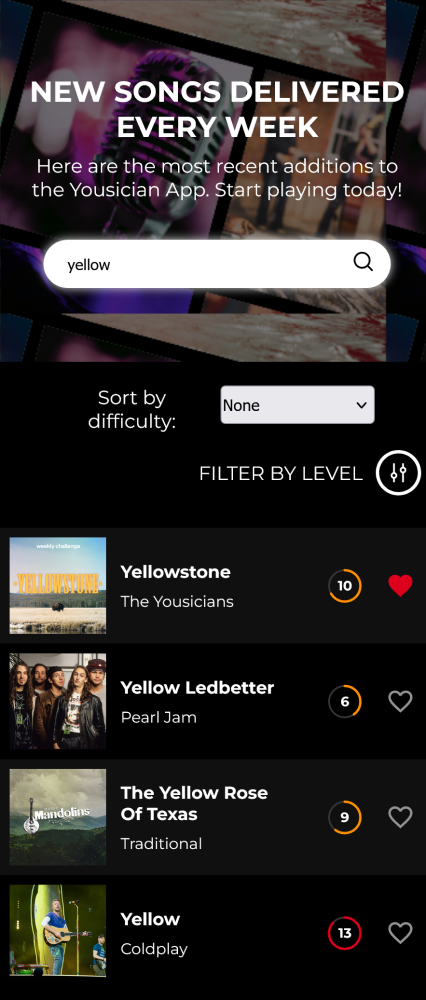 NEW SONGS DELIVERED
EVERY WEEK
Here are the most recent additions to
the Yousician App. Start playing today!
yellow
Sort by
difficulty:
None
FILTER BY LEVEL
weekly challenge
YELLOWSTONE
Yellowstone
The Yousicians
10
Yellow Ledbetter
Pearl Jam
6
Mandolins
The Yellow Rose
Of Texas
Traditional
9
Yellow
Coldplay
13